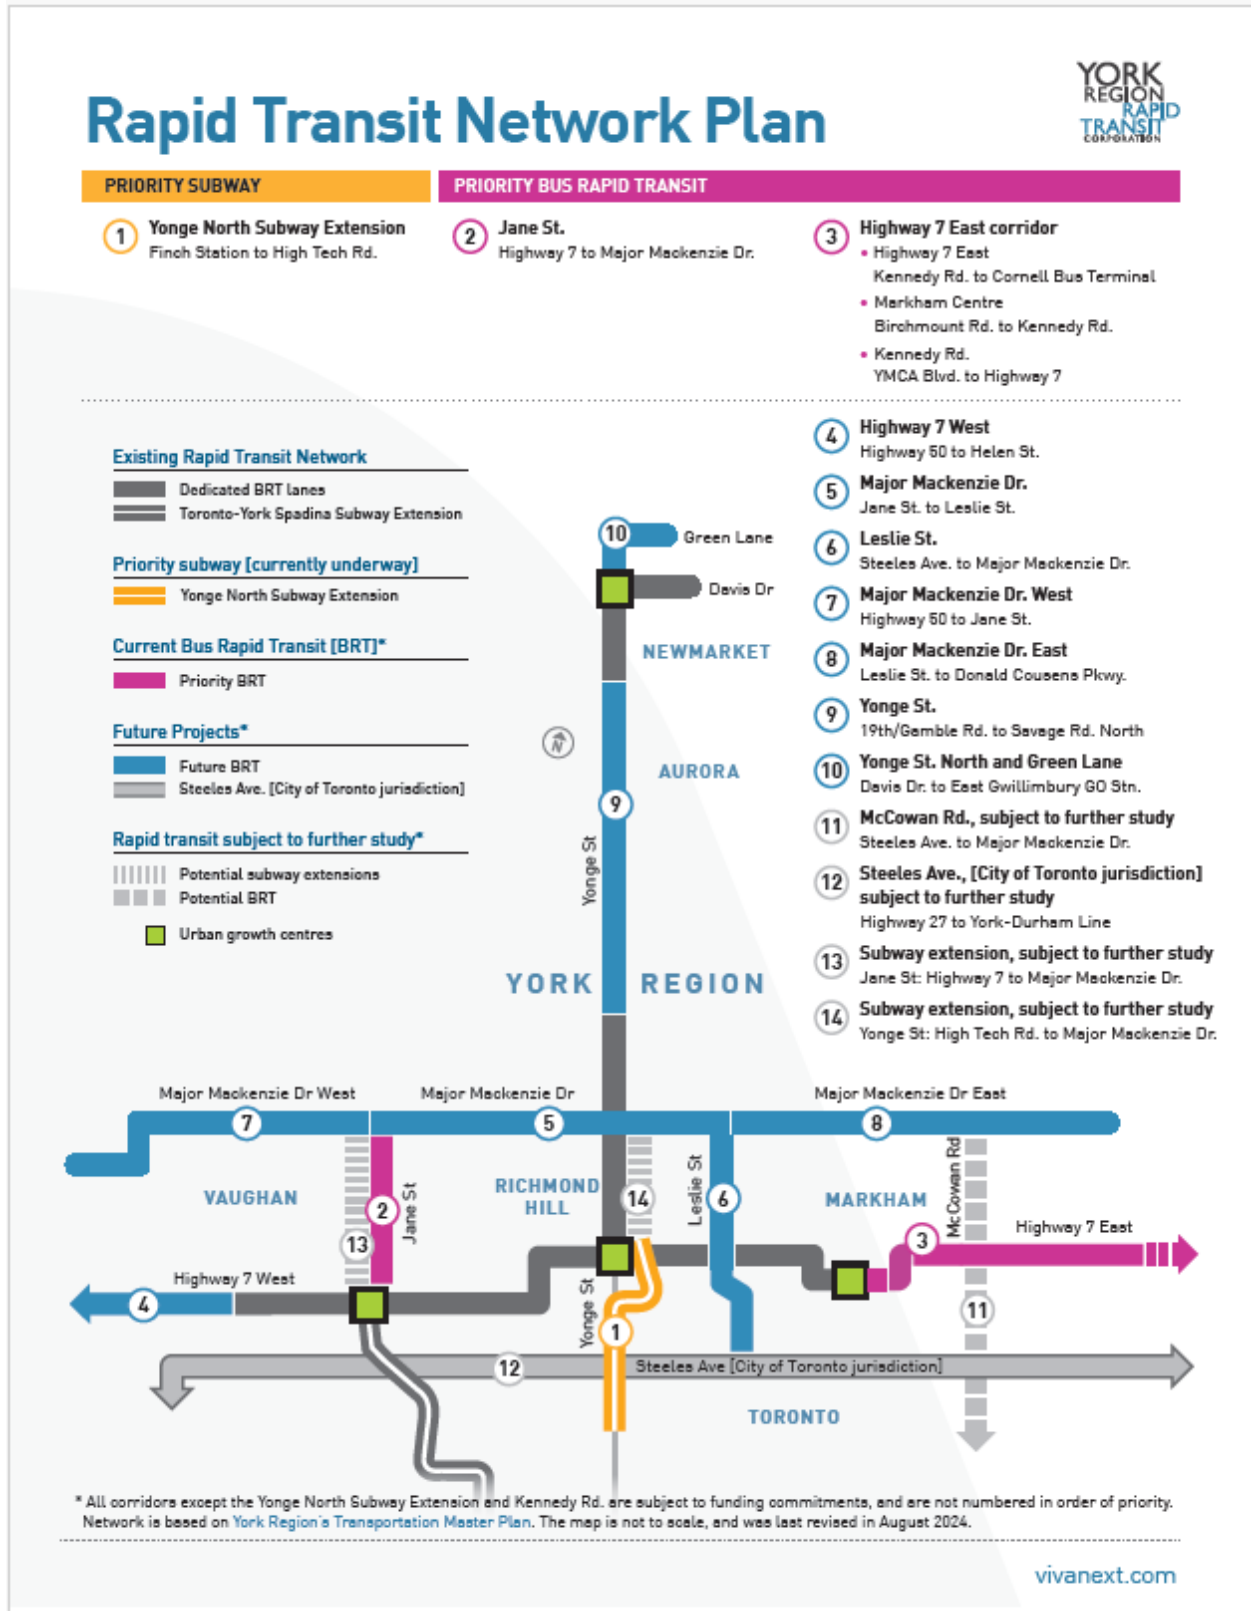 YORK
REGION
RAPID
TRANSIT
CORPORATION
Rapid Transit Network Plan
PRIORITY SUBWAY
PRIORITY BUS RAPID TRANSIT
1 Yonge North Subway Extension
Finch Station to High Tech Rd.
2 Jane St.
Highway 7 to Major Mackenzie Dr.
3 Highway 7 East corridor
• Highway 7 East
Kennedy Rd. to Cornell Bus Terminal
• Markham Centre
Birchmount Rd. to Kennedy Rd.
• Kennedy Rd.
YMCA Blvd. to Highway 7
4 Highway 7 West
Highway 50 to Helen St.
5 Major Mackenzie Dr.
Jane St. to Leslie St.
6 Leslie St.
Steeles Ave. to Major Mackenzie Dr.
7 Major Mackenzie Dr. West
Highway 50 to Jane St.
8 Major Mackenzie Dr. East
Leslie St. to Donald Cousens Pkwy.
9 Yonge St.
19th/Gamble Rd. to Savage Rd. North
10 Yonge St. North and Green Lane
Davis Dr. to East Gwillimbury GO Stn.
11 McCowan Rd., subject to further study
Steeles Ave. to Major Mackenzie Dr.
12 Steeles Ave., [City of Toronto jurisdiction]
subject to further study
Highway 27 to York-Durham Line
13 Subway extension, subject to further study
Jane St: Highway 7 to Major Mackenzie Dr.
14 Subway extension, subject to further study
Yonge St: High Tech Rd. to Major Mackenzie Dr.
Existing Rapid Transit Network
Dedicated BRT lanes
Toronto-York Spadina Subway Extension
Priority subway [currently underway]
Yonge North Subway Extension
Current Bus Rapid Transit [BRT]*
Priority BRT
Future Projects*
Future BRT
Steeles Ave. [City of Toronto jurisdiction]
Rapid transit subject to further study*
Potential subway extensions
Potential BRT
Urban growth centres
10
Green Lane
Davis Dr
NEWMARKET
N
AURORA
9
Yonge St
YORK REGION
Major Mackenzie Dr West
Major Mackenzie Dr
Major Mackenzie Dr East
7
5
8
VAUGHAN
2
Jane St
13
RICHMOND
HILL
14
Leslie St
6
MARKHAM
McCowan Rd
3
Highway 7 East
Highway 7 West
4
Yonge St
1
11
12
Steeles Ave [City of Toronto jurisdiction]
TORONTO
* All corridors except the Yonge North Subway Extension and Kennedy Rd. are subject to funding commitments, and are not numbered in order of priority.
Network is based on York Region's Transportation Master Plan. The map is not to scale, and was last revised in August 2024.
vivanext.com